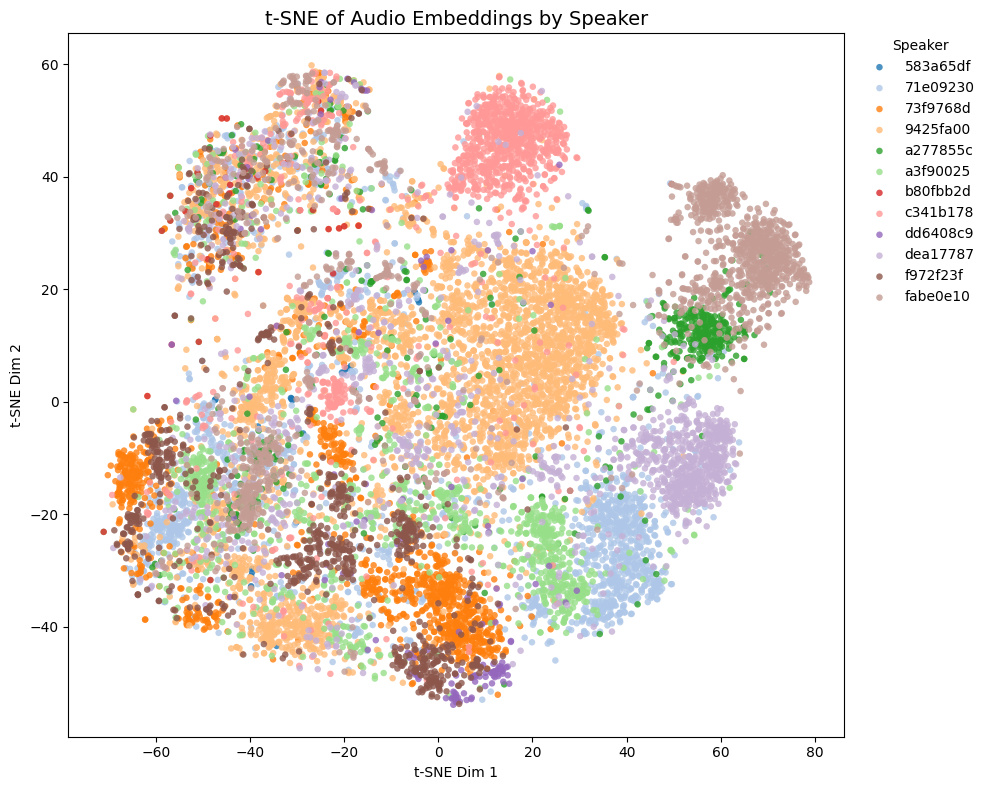 t-SNE of Audio Embeddings by Speaker
Speaker
583a65df
71e09230
73f9768d
9425fa00
a277855c
a3f90025
b80fbb2d
c341b178
dd6408c9
dea17787
f972f23f
fabe0e10
60
40
20
0
−20
−40
t-SNE Dim 2
−60 −40 −20 0 20 40 60 80
t-SNE Dim 1